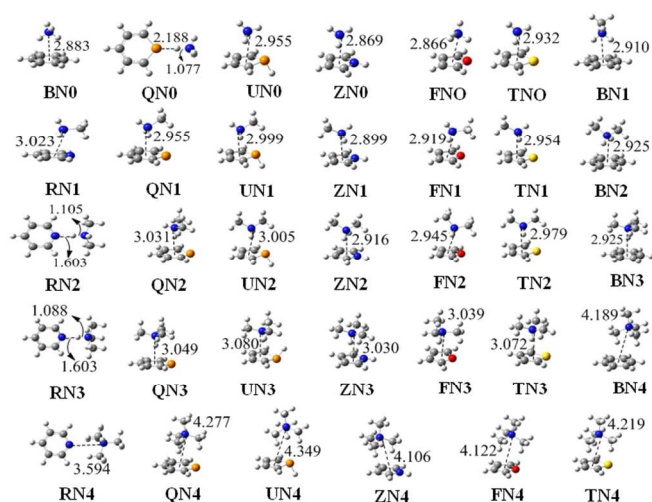 2.883 2.188 1.077 2.955 2.869 2.866 2.932 2.910
BN0 QN0 UN0 ZN0 FNO TNO BN1
3.023 2.955 2.999 2.899 2.919 2.954 2.925
RN1 QN1 UN1 ZN1 FN1 TN1 BN2
1.105 1.603 3.031 3.005 2.916 2.945 2.979 2.925
RN2 QN2 UN2 ZN2 FN2 TN2 BN3
1.088 1.603 3.049 3.080 3.030 3.039 3.072 4.189
RN3 QN3 UN3 ZN3 FN3 TN3 BN4
3.594 4.277 4.349 4.106 4.122 4.219
RN4 QN4 UN4 ZN4 FN4 TN4